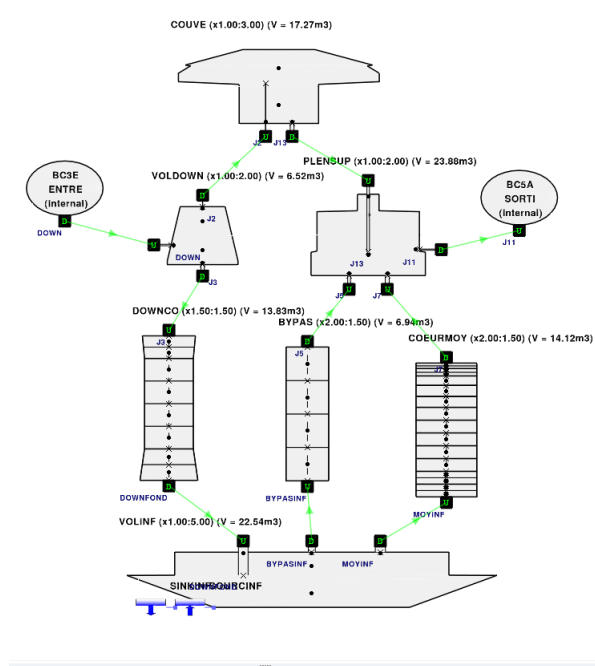 COUVE (x1.00:3.00) (V = 17.27m3)
U
D
J2
J13
PLENSUP (x1.00:2.00) (V = 23.88m3)
BC3E
ENTRE
(Internal)
D
DOWN
VOLDOWN (x1.00:2.00) (V = 6.52m3)
D
J2
U
DOWN
D
J3
U
J13
J11
D
BC5A
SORTI
(Internal)
U
J11
U
J5
U
J7
DOWNCO (x1.50:1.50) (V = 13.83m3)
BYPAS (x2.00:1.50) (V = 6.94m3)
COEURMOY (x2.00:1.50) (V = 14.12m3)
U
J3
D
J5
D
J7
D
DOWNFOND
U
BYPASINF
U
MOYINF
VOLINF (x1.00:5.00) (V = 22.54m3)
U
D
BYPASINF
D
MOYINF
SOURCINF